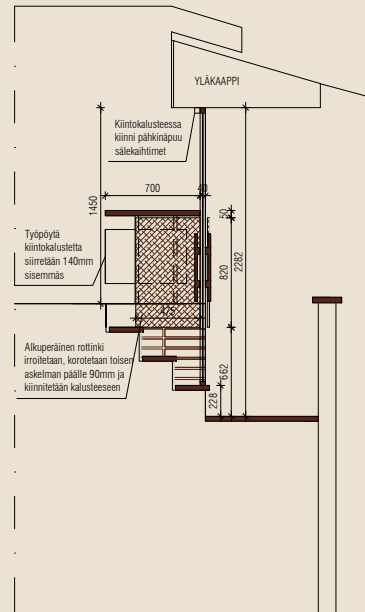 YLÄKAAPPI
Kiintokalusteessa
kiinni pähkinäpuu
sälekaihtimet
700
40
1450
50
Työpöytä
kiintokalustetta
siirretään 140mm
sisemmäs
820
2282
475
Alkuperäinen rottinki
irroitetaan, korotetaan toisen
askelman päälle 90mm ja
kiinnitetään kalusteeseen
662
228